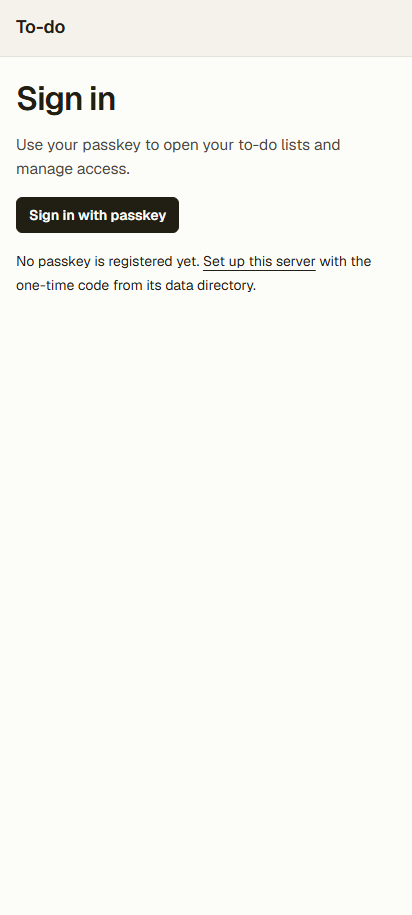 To-do
Sign in
Use your passkey to open your to-do lists and
manage access.
Sign in with passkey
No passkey is registered yet. Set up this server with the
one-time code from its data directory.